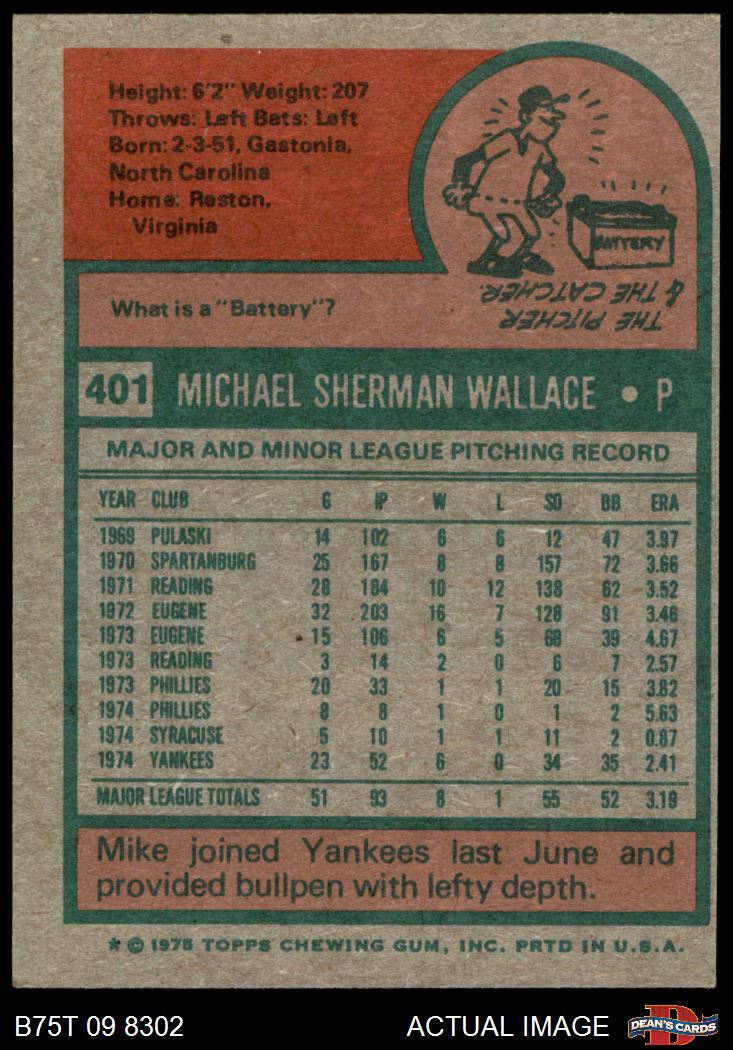 Height: 6'2" Weight: 207
Throws: Left Bats: Left
Born: 2-3-51, Gastonia,
North Carolina
Home: Reston,
Virginia
BATTERY
What is a "Battery"?
THE PITCHER
& THE CATCHER.
401 MICHAEL SHERMAN WALLACE • P
MAJOR AND MINOR LEAGUE PITCHING RECORD
YEAR CLUB G IP W L SO BB ERA
1969 PULASKI 14 102 6 6 12 47 3.97
1970 SPARTANBURG 25 167 8 8 157 72 3.66
1971 READING 28 184 10 12 138 62 3.52
1972 EUGENE 32 203 16 7 128 91 3.46
1973 EUGENE 15 106 6 5 68 39 4.67
1973 READING 3 14 2 0 6 7 2.57
1973 PHILLIES 20 33 1 1 20 15 3.82
1974 PHILLIES 8 8 1 0 1 2 5.63
1974 SYRACUSE 5 10 1 1 11 2 0.87
1974 YANKEES 23 52 6 0 34 35 2.41
MAJOR LEAGUE TOTALS 51 93 8 1 55 52 3.19
Mike joined Yankees last June and
provided bullpen with lefty depth.
* © 1975 TOPPS CHEWING GUM, INC. PRTD IN U.S.A.
B75T 09 8302 ACTUAL IMAGE DEAN'S CARDS